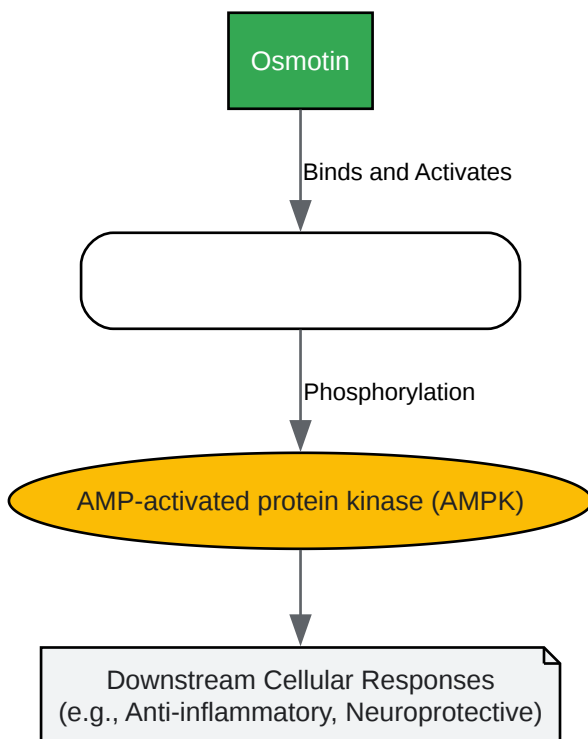 Osmotin
Binds and Activates
Phosphorylation
AMP-activated protein kinase (AMPK)
Downstream Cellular Responses
(e.g., Anti-inflammatory, Neuroprotective)